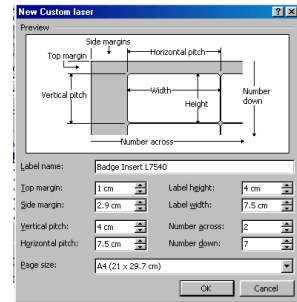 New Custom laser
Preview
Side margins
Top margin
Horizontal pitch
Vertical pitch
Width
Height
Number down
Number across
Label name: Badge Insert L7540
Top margin: 1 cm Label height: 4 cm
Side margin: 2.9 cm Label width: 7.5 cm
Vertical pitch: 4 cm Number across: 2
Horizontal pitch: 7.5 cm Number down: 7
Page size: A4 (21 x 29.7 cm)
OK Cancel